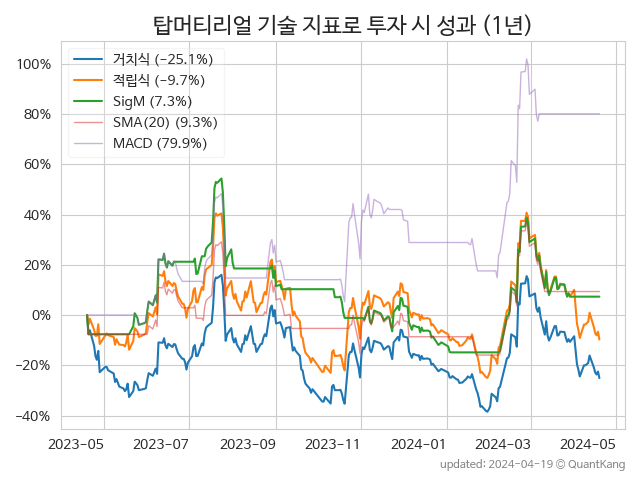 탑머티리얼 기술 지표로 투자 시 성과 (1년)
100%
80%
60%
40%
20%
0%
−20%
−40%
거치식 (−25.1%)
적립식 (−9.7%)
SigM (7.3%)
SMA(20) (9.3%)
MACD (79.9%)
2023-05 2023-07 2023-09 2023-11 2024-01 2024-03 2024-05
updated: 2024-04-19 © QuantKang